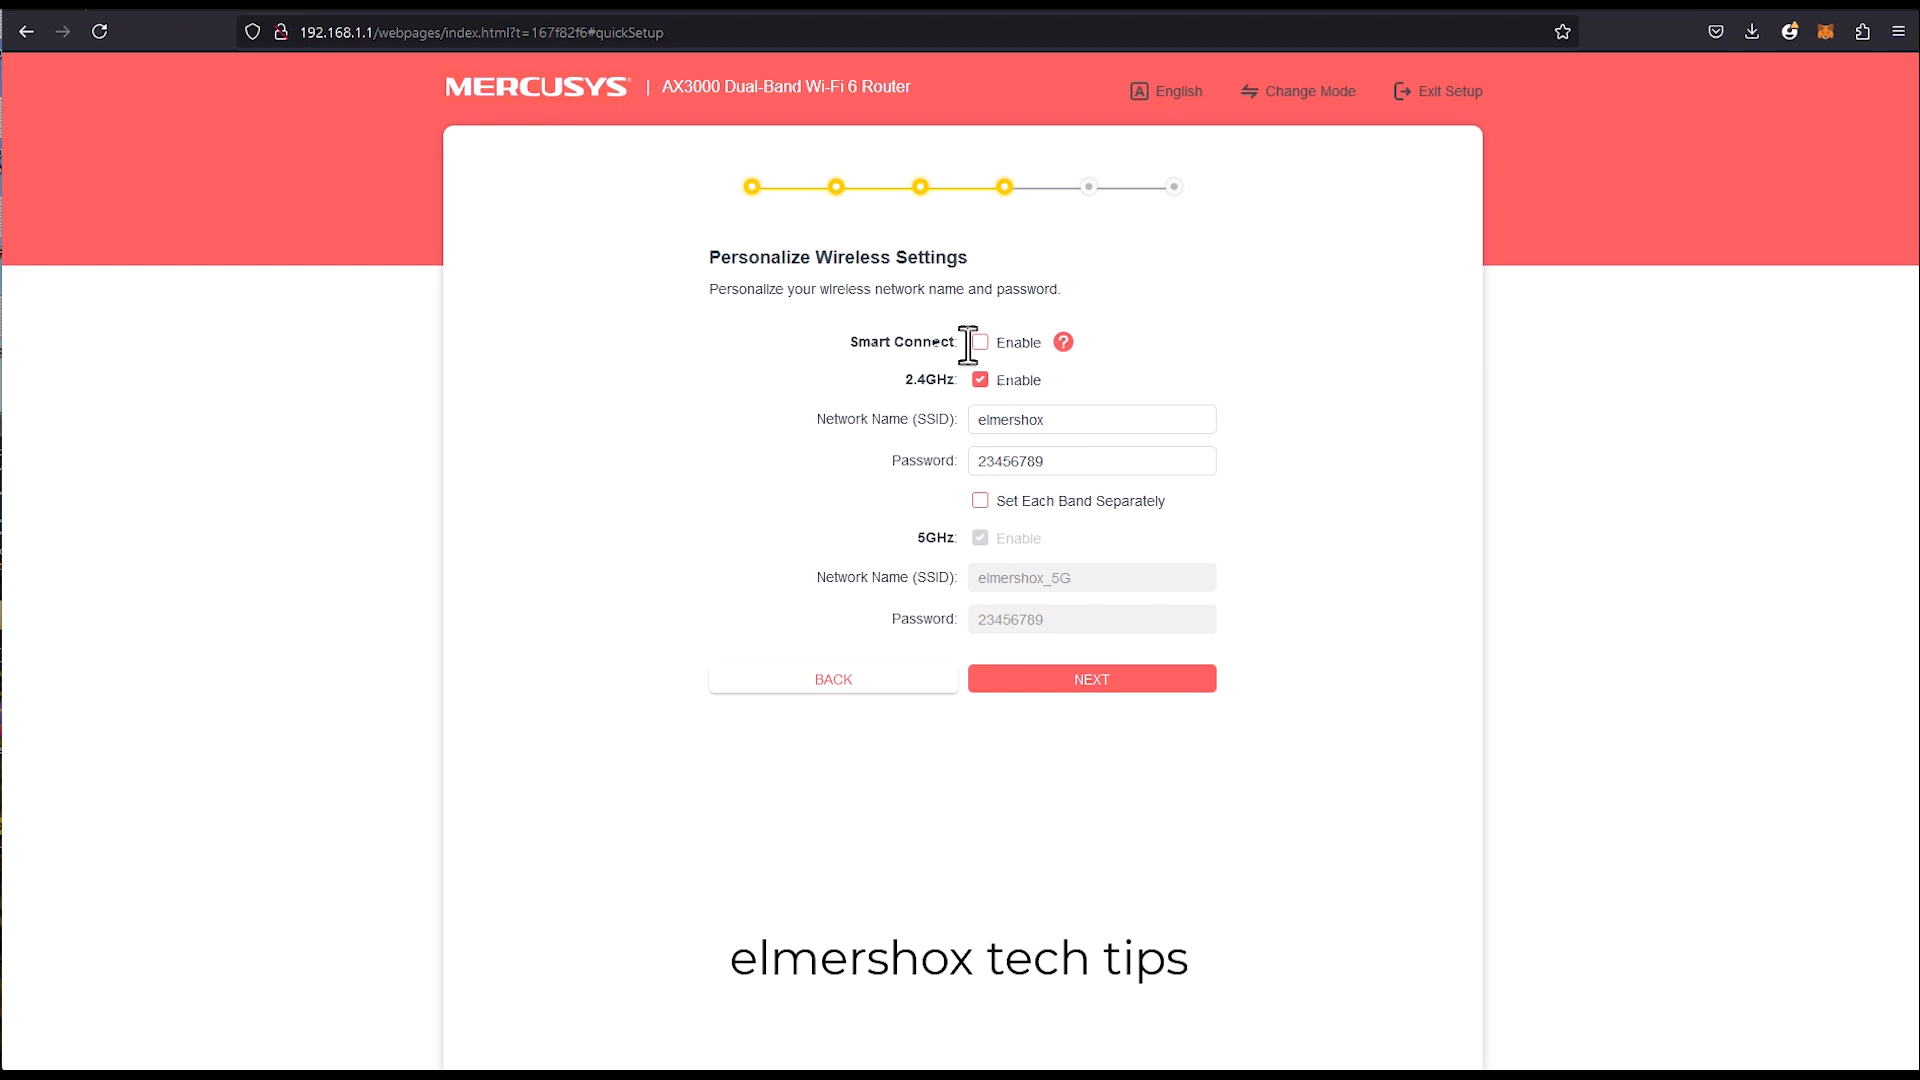 192.168.1.1/webpages/index.html?t=167f82f6#quickSetup
MERCUSYS | AX3000 Dual-Band Wi-Fi 6 Router
A English
Change Mode
Exit Setup
Personalize Wireless Settings
Personalize your wireless network name and password.
Smart Connect: Enable ?
2.4GHz: Enable
Network Name (SSID): elmershox
Password: 23456789
Set Each Band Separately
5GHz: Enable
Network Name (SSID): elmershox_5G
Password: 23456789
BACK NEXT
elmershox tech tips